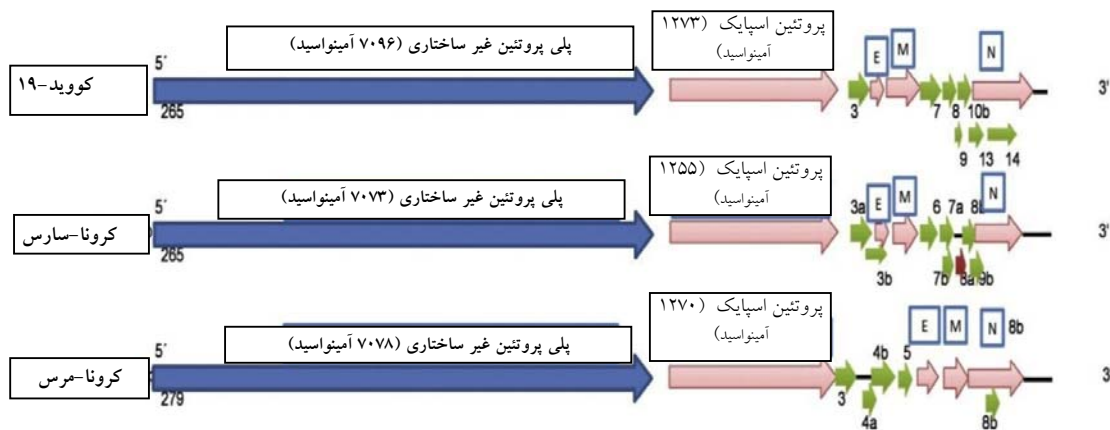 پلی پروتئین غیر ساختاری (۷۰۹۶ آمینواسید)
پروتئین اسپایک (۱۲۷۳
آمینواسید)
E
M
N
5´
کووید-۱۹
265
3
7
8
10b
3'
9
13
14
پلی پروتئین غیر ساختاری (۷۰۷۳ آمینواسید)
پروتئین اسپایک (۱۲۵۵
آمینواسید)
5´
3a
E
M
6
7a
8b
N
کرونا-سارس
265
3'
3b
7b
8a
9b
پلی پروتئین غیر ساختاری (۷۰۷۸ آمینواسید)
پروتئین اسپایک (۱۲۷۰
آمینواسید)
E
M
N
8b
5´
4b
5
کرونا-مرس
279
3
4a
8b
3'